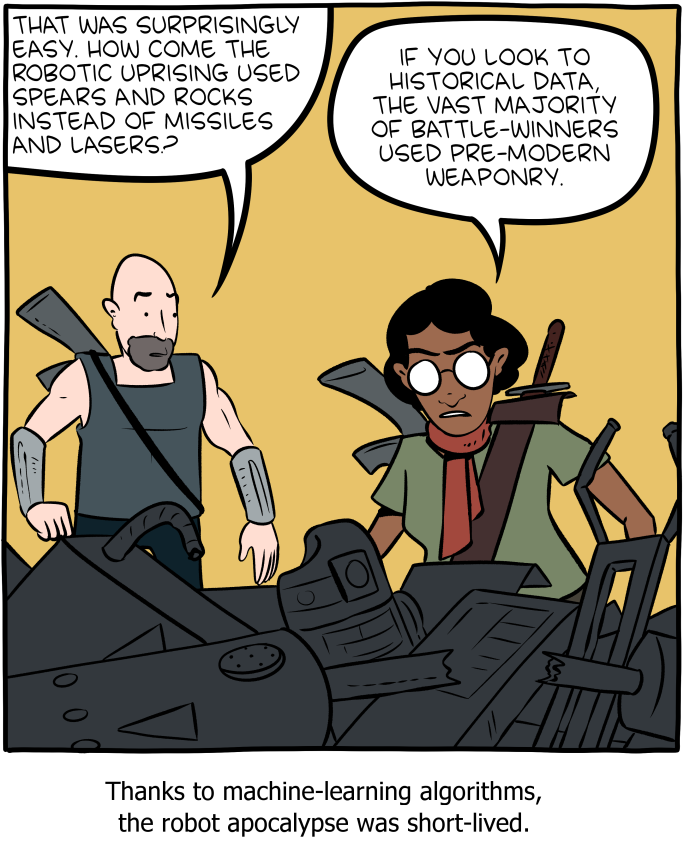 THAT WAS SURPRISINGLY
EASY. HOW COME THE
ROBOTIC UPRISING USED
SPEARS AND ROCKS
INSTEAD OF MISSILES
AND LASERS?
IF YOU LOOK TO
HISTORICAL DATA,
THE VAST MAJORITY
OF BATTLE-WINNERS
USED PRE-MODERN
WEAPONRY.
Thanks to machine-learning algorithms,
the robot apocalypse was short-lived.